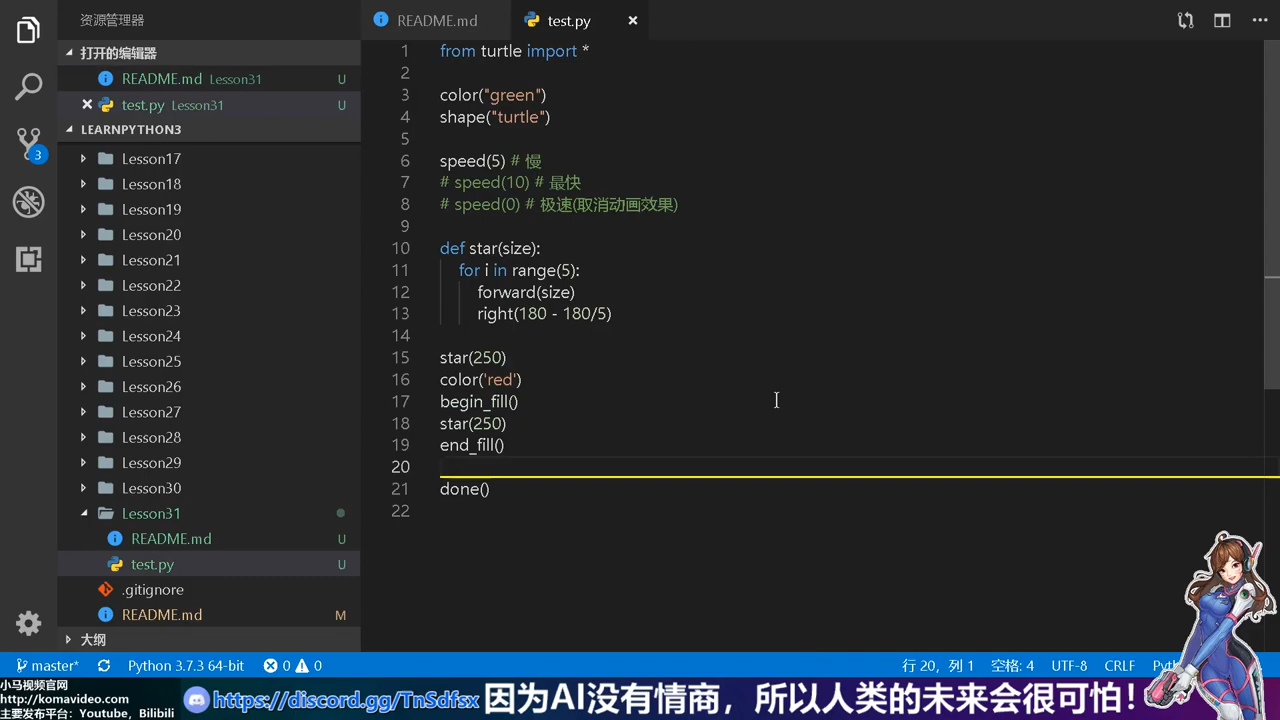 资源管理器
README.md
test.py
打开的编辑器
README.md Lesson31 U
test.py Lesson31 U
LEARNPYTHON3
Lesson17
Lesson18
Lesson19
Lesson20
Lesson21
Lesson22
Lesson23
Lesson24
Lesson25
Lesson26
Lesson27
Lesson28
Lesson29
Lesson30
Lesson31
README.md U
test.py U
.gitignore
README.md M
大纲
3
1 from turtle import *
2
3 color("green")
4 shape("turtle")
5
6 speed(5) # 慢
7 # speed(10) # 最快
8 # speed(0) # 极速(取消动画效果)
9
10 def star(size):
11 for i in range(5):
12 forward(size)
13 right(180 - 180/5)
14
15 star(250)
16 color('red')
17 begin_fill()
18 star(250)
19 end_fill()
20
21 done()
22
master* Python 3.7.3 64-bit 0 0 行 20，列 1 空格: 4 UTF-8 CRLF
小马视频官网
http://komavideo.com
主要发布平台：Youtube，Bilibili
https://discord.gg/TnSdfsx 因为AI没有情商，所以人类的未来会很可怕！